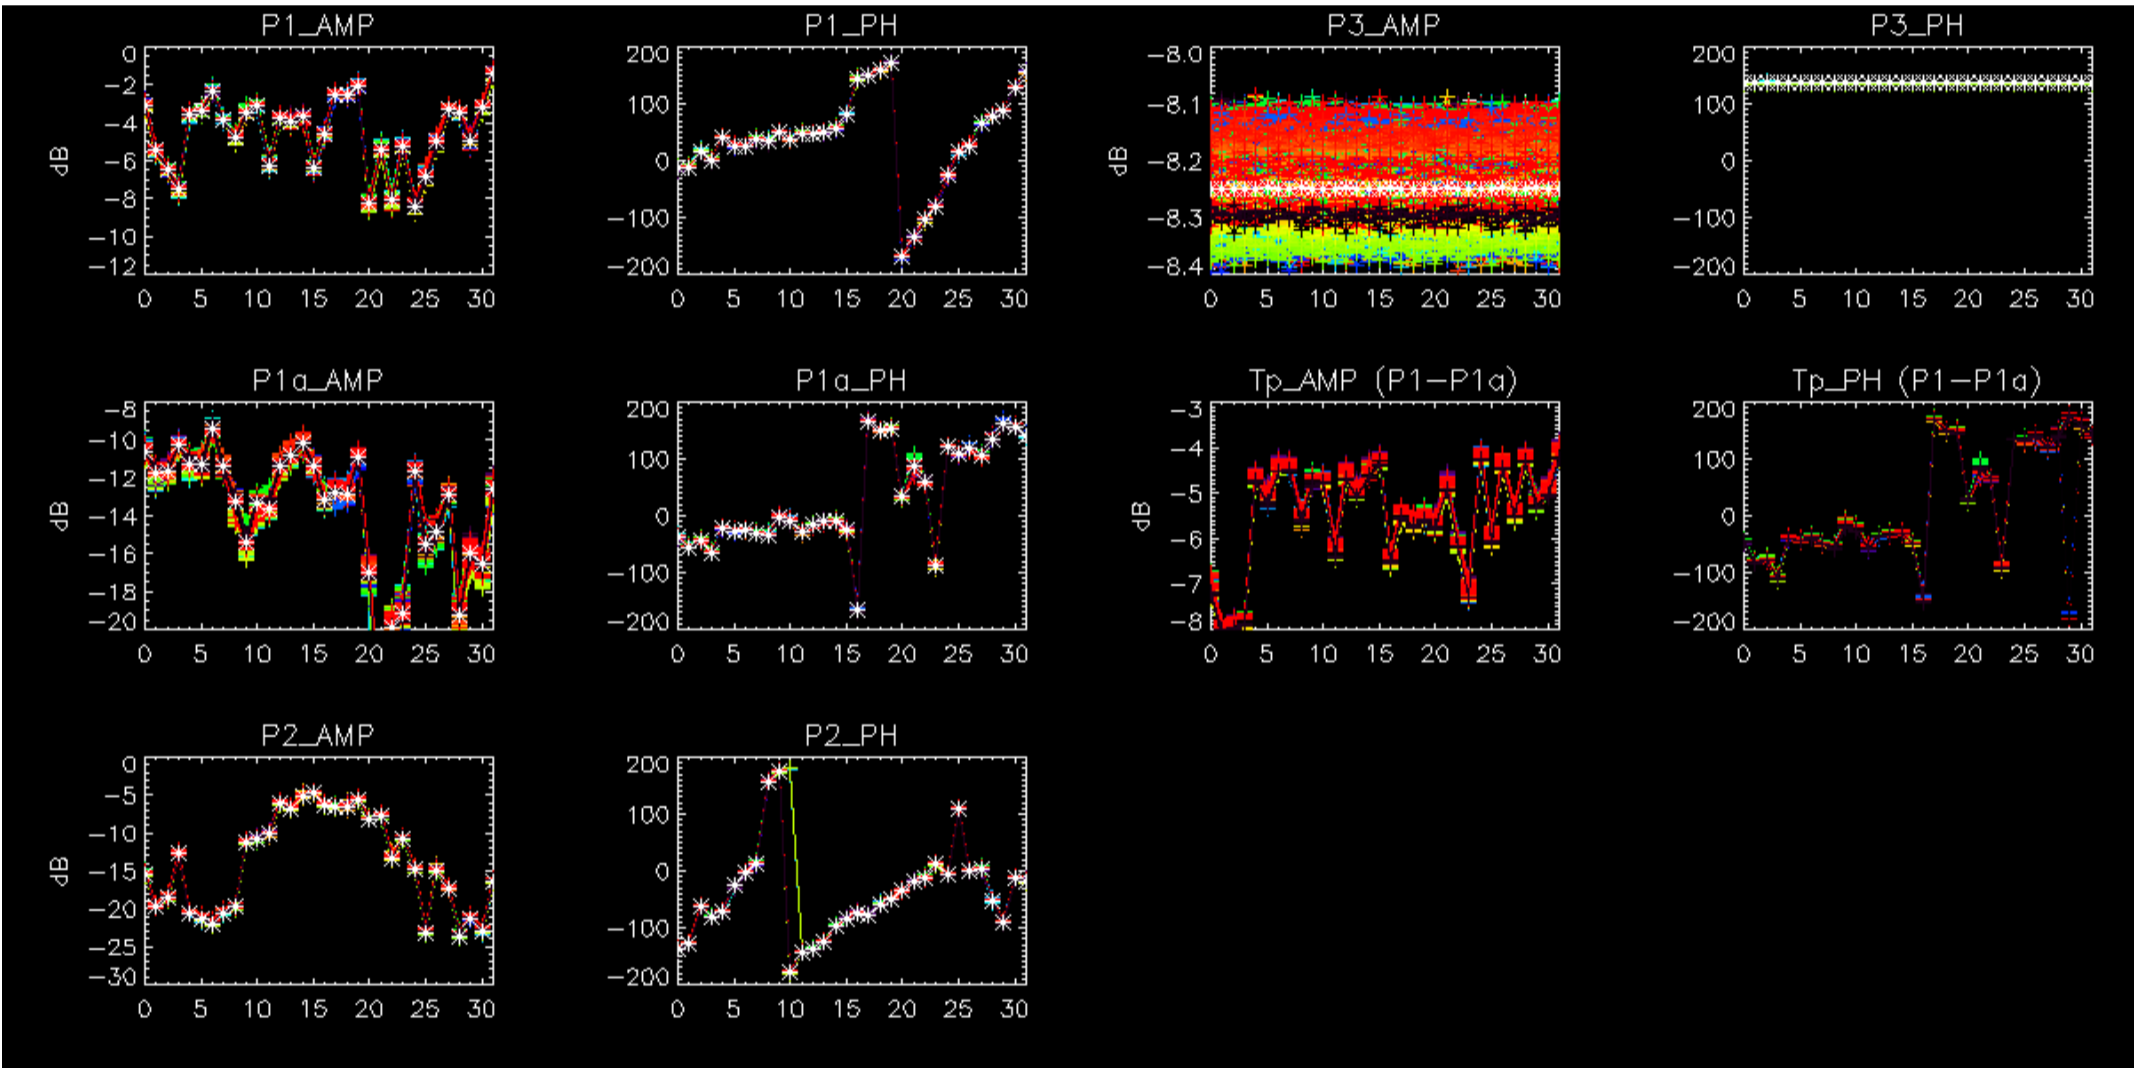 P1_AMP
P1_PH
P3_AMP
P3_PH
0
-2
-4
-6
-8
-10
-12
dB
0 5 10 15 20 25 30
200
100
0
-100
-200
0 5 10 15 20 25 30
-8.0
-8.1
-8.2
-8.3
-8.4
dB
0 5 10 15 20 25 30
200
100
0
-100
-200
0 5 10 15 20 25 30
P1a_AMP
P1a_PH
Tp_AMP (P1-P1a)
Tp_PH (P1-P1a)
-8
-10
-12
-14
-16
-18
-20
dB
0 5 10 15 20 25 30
200
100
0
-100
-200
0 5 10 15 20 25 30
-3
-4
-5
-6
-7
-8
dB
0 5 10 15 20 25 30
200
100
0
-100
-200
0 5 10 15 20 25 30
P2_AMP
P2_PH
0
-5
-10
-15
-20
-25
-30
dB
0 5 10 15 20 25 30
200
100
0
-100
-200
0 5 10 15 20 25 30